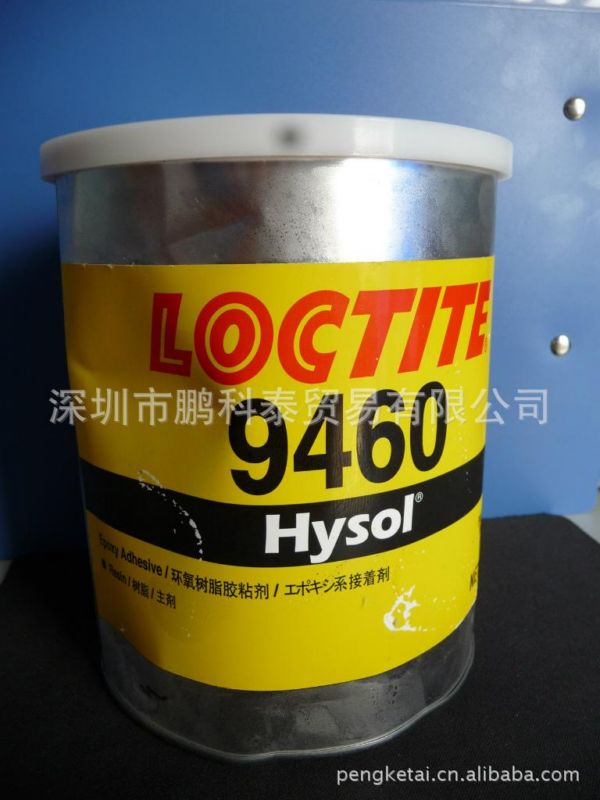 LOCTITE®
深圳市鹏科泰贸易有限公司
9460
Hysol®
Epoxy Adhesive / 环氧树脂胶粘剂 / エポキシ系接着剤
Resin / 树脂 / 主剤
pengketai.cn.alibaba.com